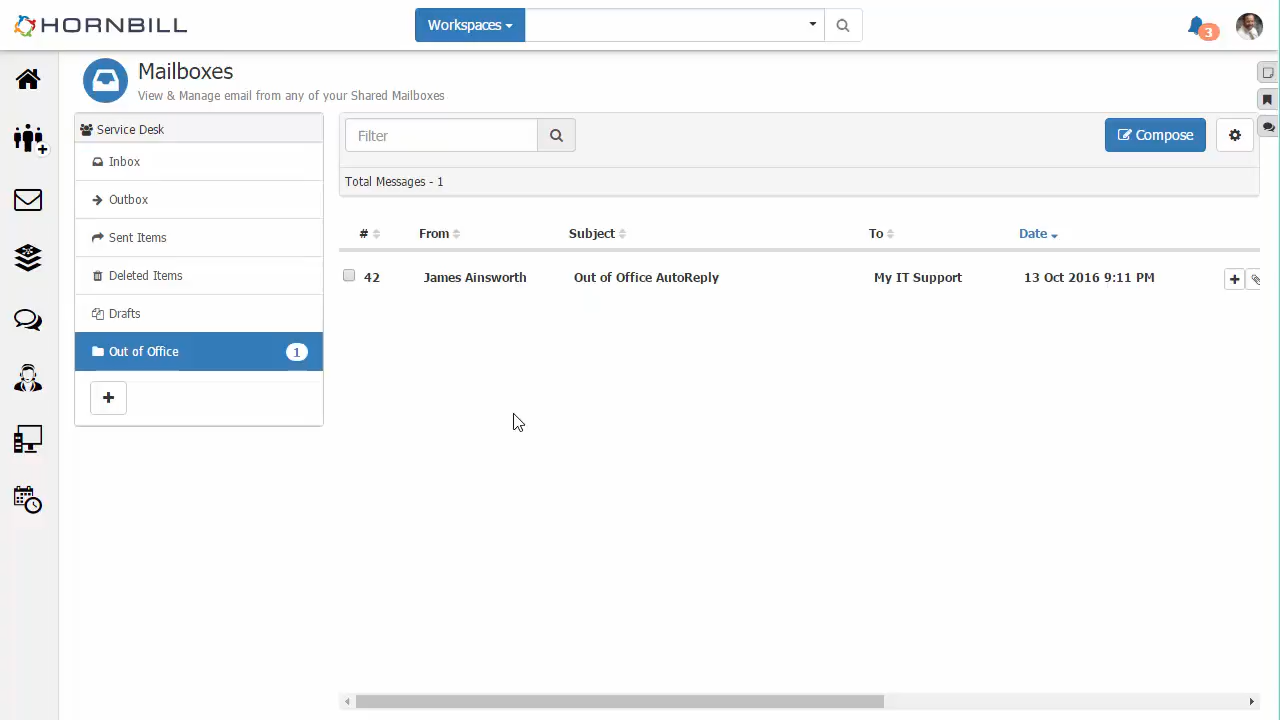 HORNBILL
Workspaces
3
Mailboxes
View & Manage email from any of your Shared Mailboxes
Service Desk
Inbox
Outbox
Sent Items
Deleted Items
Drafts
Out of Office 1
Filter
Compose
Total Messages - 1
# From Subject To Date
42 James Ainsworth Out of Office AutoReply My IT Support 13 Oct 2016 9:11 PM